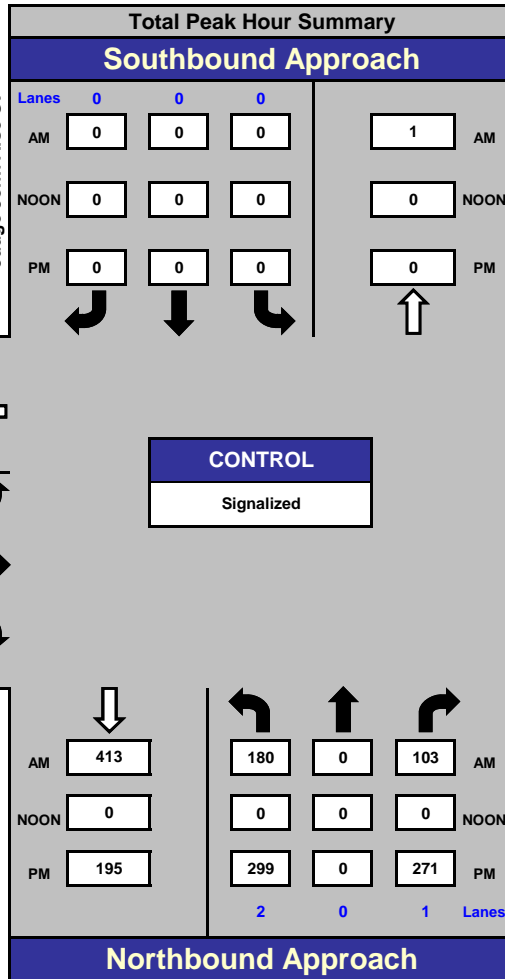 Total Peak Hour Summary
Southbound Approach
Lanes 0 0 0
AM 0 0 0 1 AM
NOON 0 0 0 0 NOON
PM 0 0 0 0 PM
CONTROL
Signalized
AM 413 180 0 103 AM
NOON 0 0 0 0 NOON
PM 195 299 0 271 PM
2 0 1 Lanes
Northbound Approach